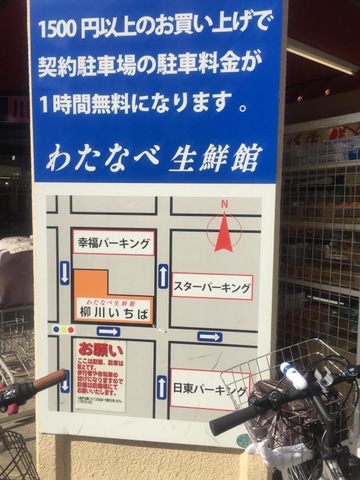 1500円以上のお買い上げで
契約駐車場の駐車料金が
1時間無料になります。
わたなべ 生鮮館
幸福パーキング
スターパーキング
わたなべ生鮮館
柳川いちば
お願い
日東パーキング